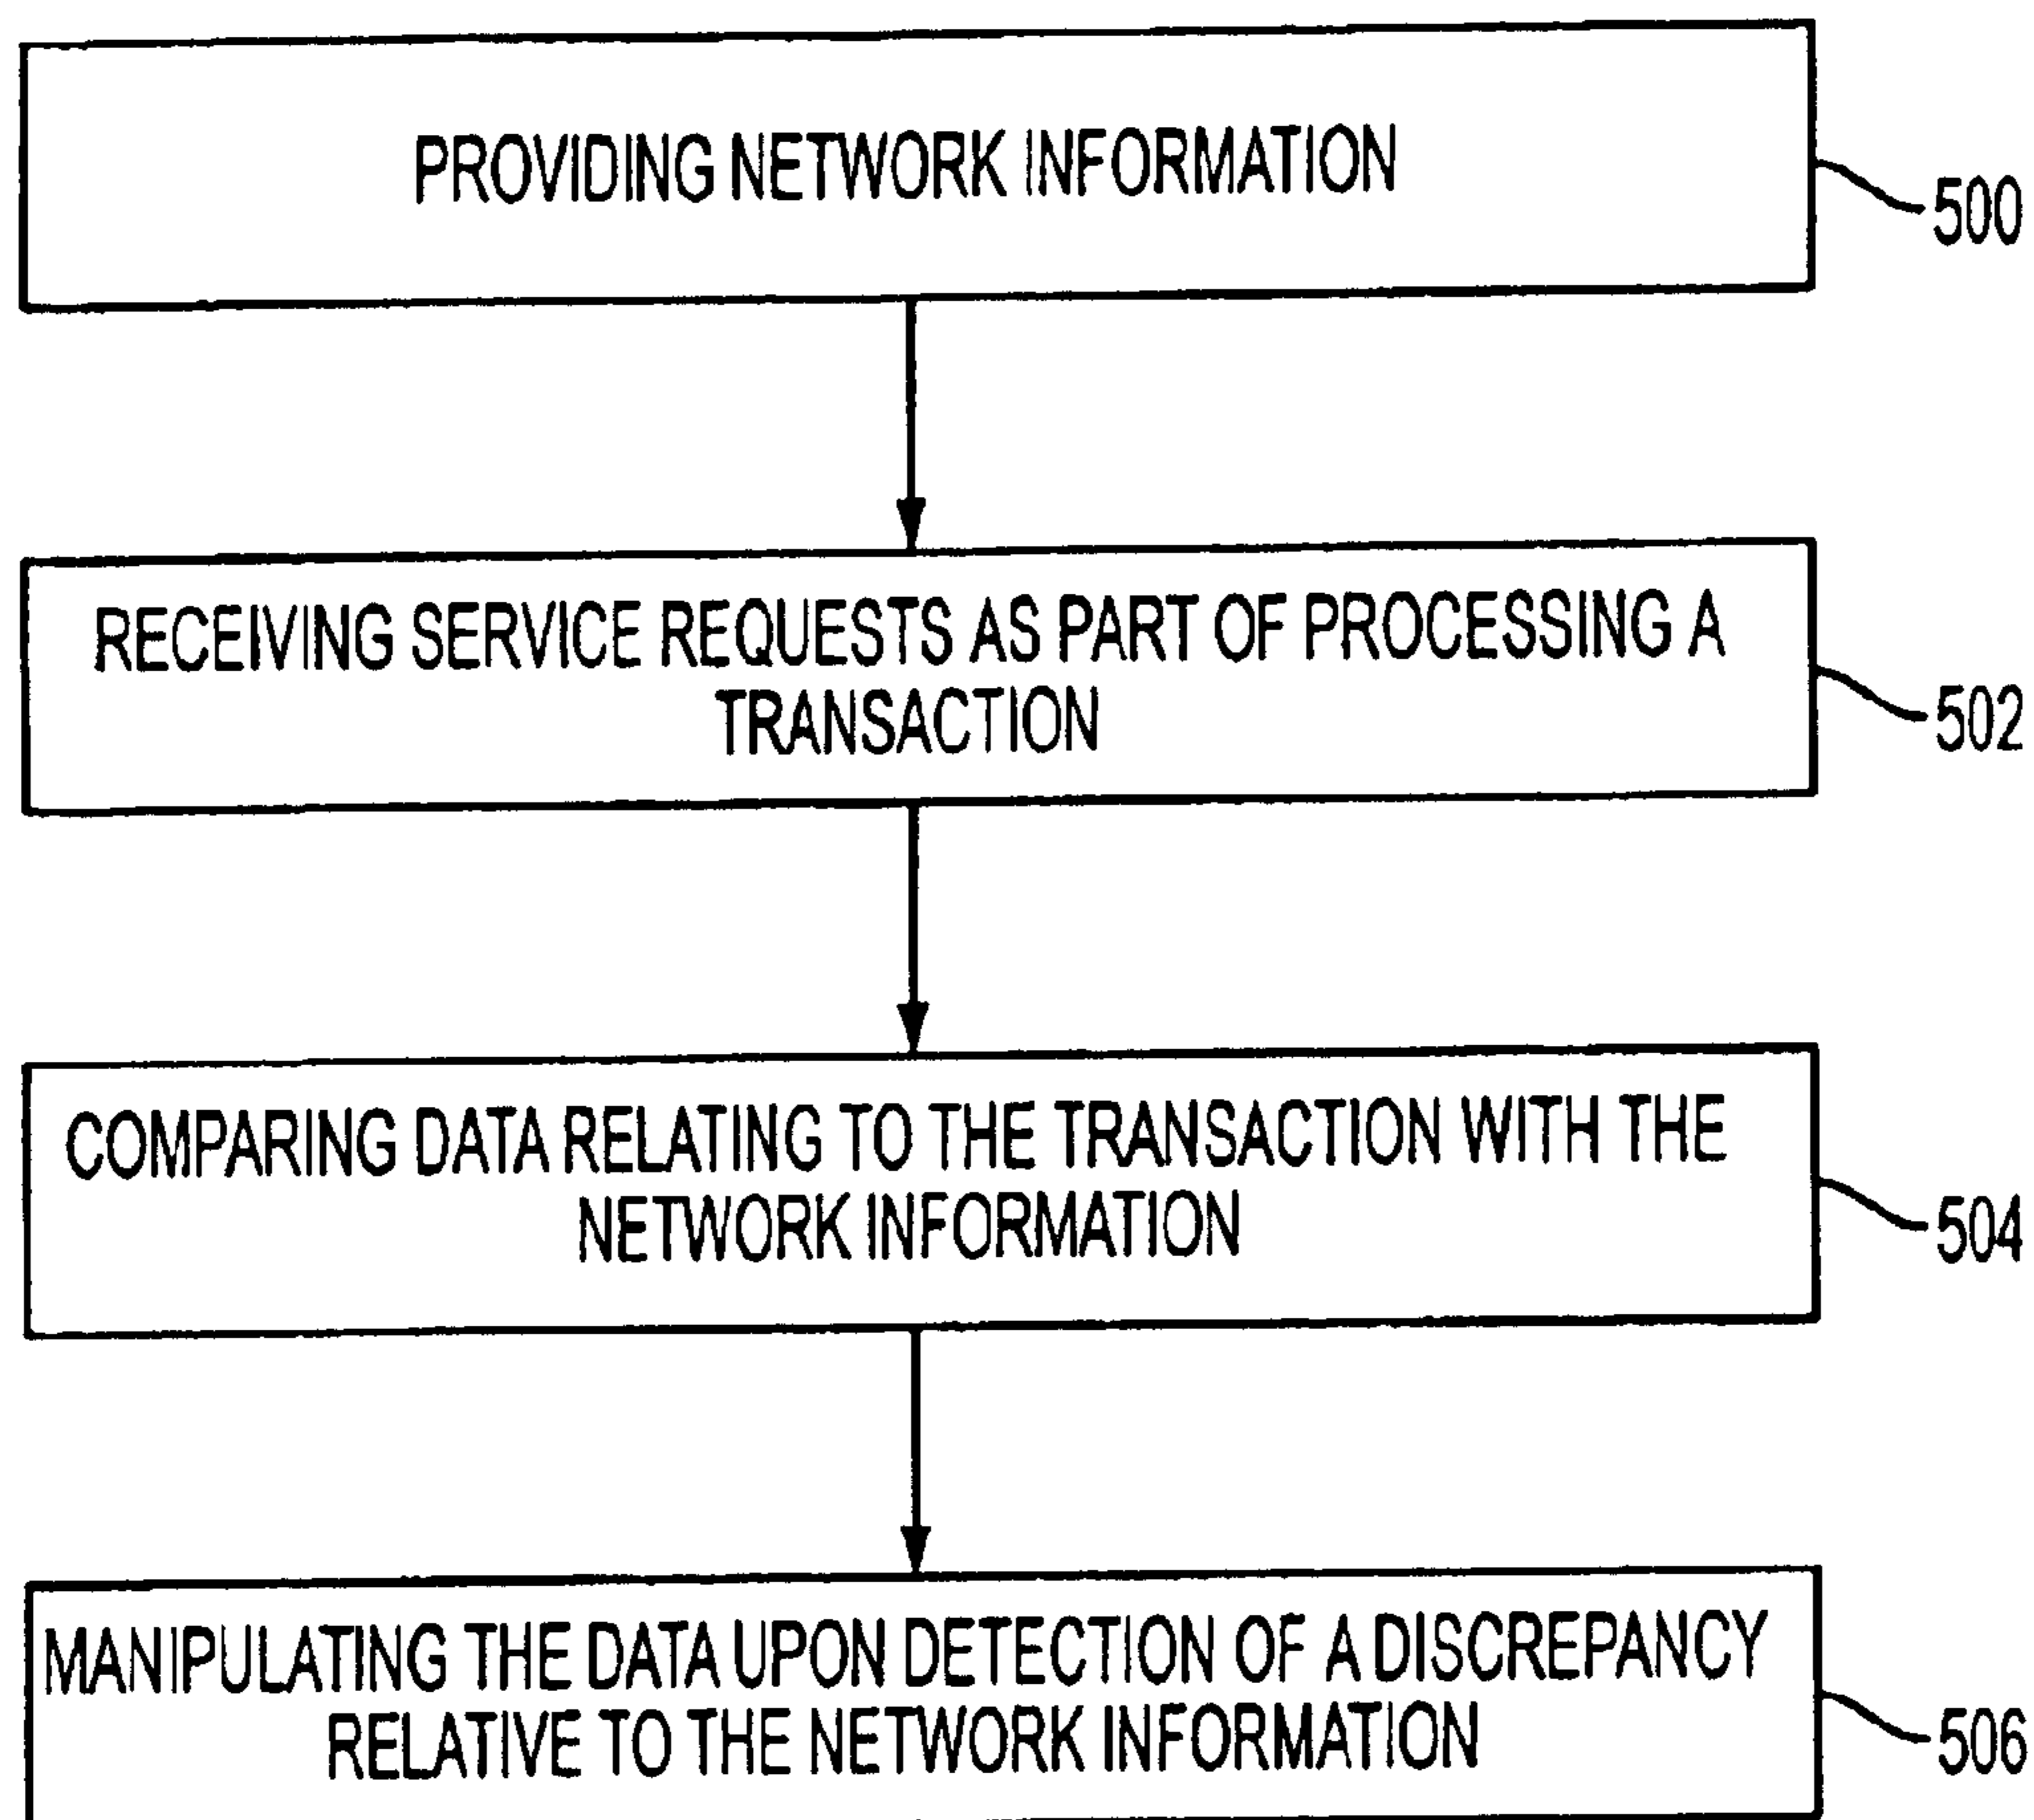 PROVIDING NETWORK INFORMATION
500
RECEIVING SERVICE REQUESTS AS PART OF PROCESSING A
TRANSACTION
502
COMPARING DATA RELATING TO THE TRANSACTION WITH THE
NETWORK INFORMATION
504
MANIPULATING THE DATA UPON DETECTION OF A DISCREPANCY
RELATIVE TO THE NETWORK INFORMATION
506